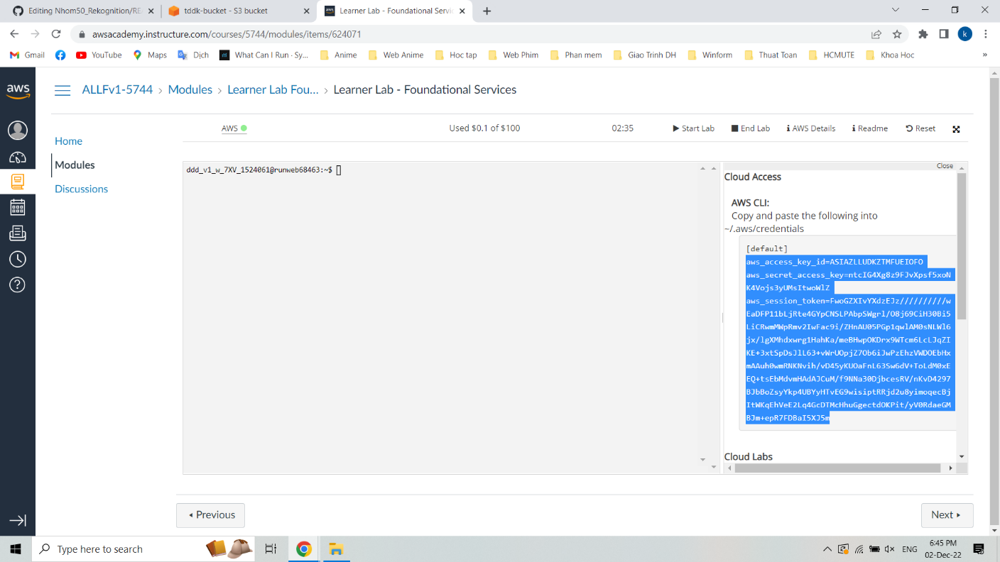 Editing Nhom50_Rekognition/RE
tddk-bucket - S3 bucket
Learner Lab - Foundational Servic
awsacademy.instructure.com/courses/5744/modules/items/624071
k
Gmail YouTube Maps Dịch What Can I Run - Sy... Anime Web Anime Hoc tap Web Phim Phan mem Giao Trinh DH Winform Thuat Toan HCMUTE Khoa Hoc »
aws
ALLFv1-5744 › Modules › Learner Lab Fou... › Learner Lab - Foundational Services
Home
Modules
Discussions
AWS Used $0.1 of $100 02:35 Start Lab End Lab AWS Details Readme Reset
ddd_v1_w_7XV_1524061@runweb68463:~$
Close
Cloud Access
AWS CLI:
Copy and paste the following into
~/.aws/credentials
[default]
aws_access_key_id=ASIAZLLUDKZTMFUEIOFO
aws_secret_access_key=ntcIG4Xg8z9FJvXpsf5xoN
K4Vojs3yUMsItwoWlZ
aws_session_token=FwoGZXIvYXdzEJz//////////w
EaDFP11bLjRte4GYpCNSLPAbpSWgrl/O8j69CiH30Bi5
LiCRwmMWpRmv2IwFac9i/ZHnAU05PGp1qwlAM0sNLWl6
jx/lgXMhdxwrg1HahKa/meBHwpOKDrx9WTcm6LcLJqZI
KE+3xtSpDsJlL63+vWrUOpjZ7Ob6iJwPzEhzVWDOEbHx
mAAuh0wmRNKNvih/vD45yKUOaFnL63Sw6dV+ToLdM0xE
EQ+tsEbMdvmHAdAJCuM/f9NNa30DjbcesRV/nKvD4297
BJbBoZsyYkp4UBYyHTvEG9wisiptRRjd2u8yimoqecBj
ItWKqEhVeE2Lq4GcDTMcHhuGgectdOKPit/yV0RdaeGM
BJm+epR7FDBaI5XJ5m
Cloud Labs
Previous
Next
Type here to search
ENG
6:45 PM
02-Dec-22